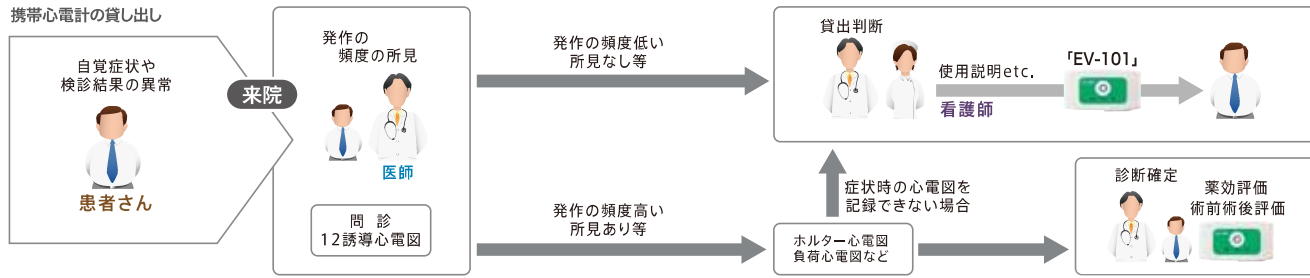 携帯心電計の貸し出し
自覚症状や
検診結果の異常
患者さん
来院
発作の
頻度の所見
医師
問 診
12誘導心電図
発作の頻度低い
所見なし等
発作の頻度高い
所見あり等
貸出判断
使用説明etc.
看護師
「EV-101」
症状時の心電図を
記録できない場合
ホルター心電図
負荷心電図など
診断確定
薬効評価
術前術後評価